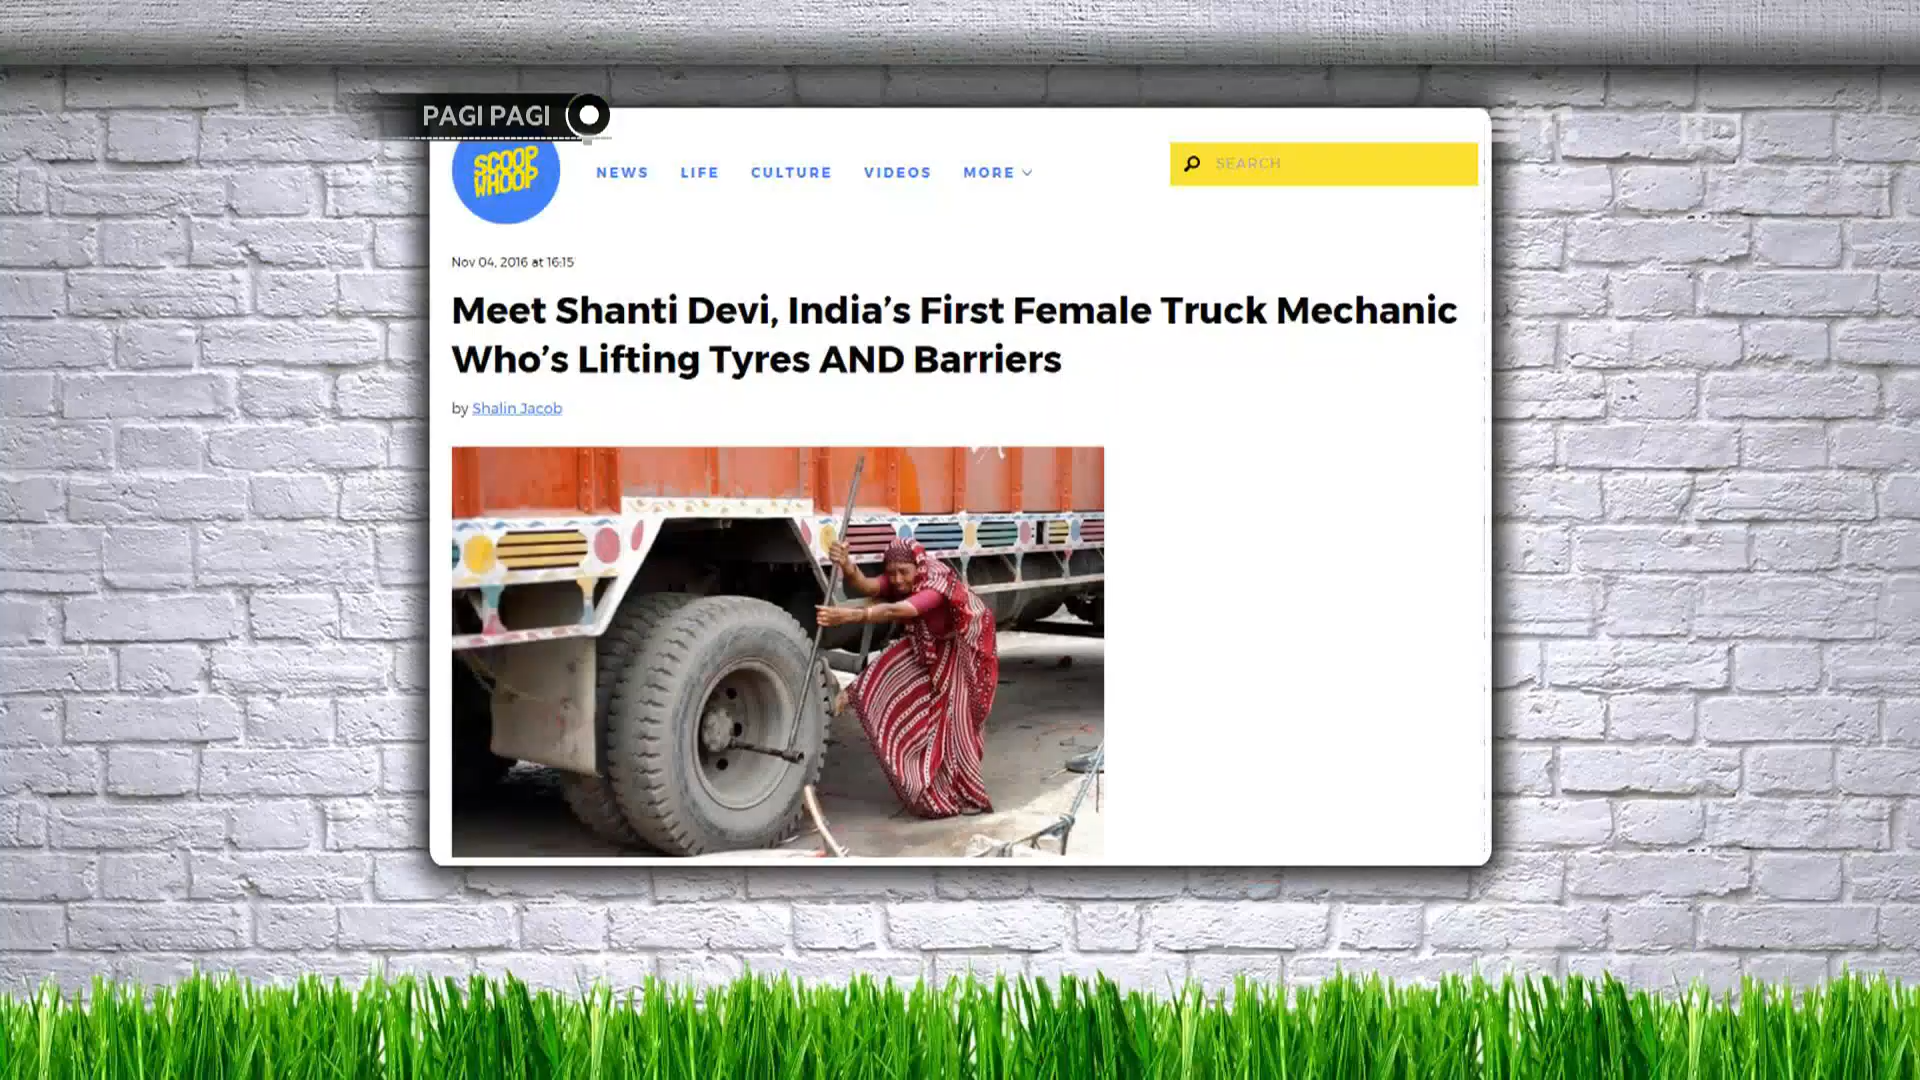 PAGI PAGI
SCOOP
WHOOP
NEWS LIFE CULTURE VIDEOS MORE
SEARCH
Nov 04, 2016 at 16:15
Meet Shanti Devi, India’s First Female Truck Mechanic
Who’s Lifting Tyres AND Barriers
by Shalin Jacob